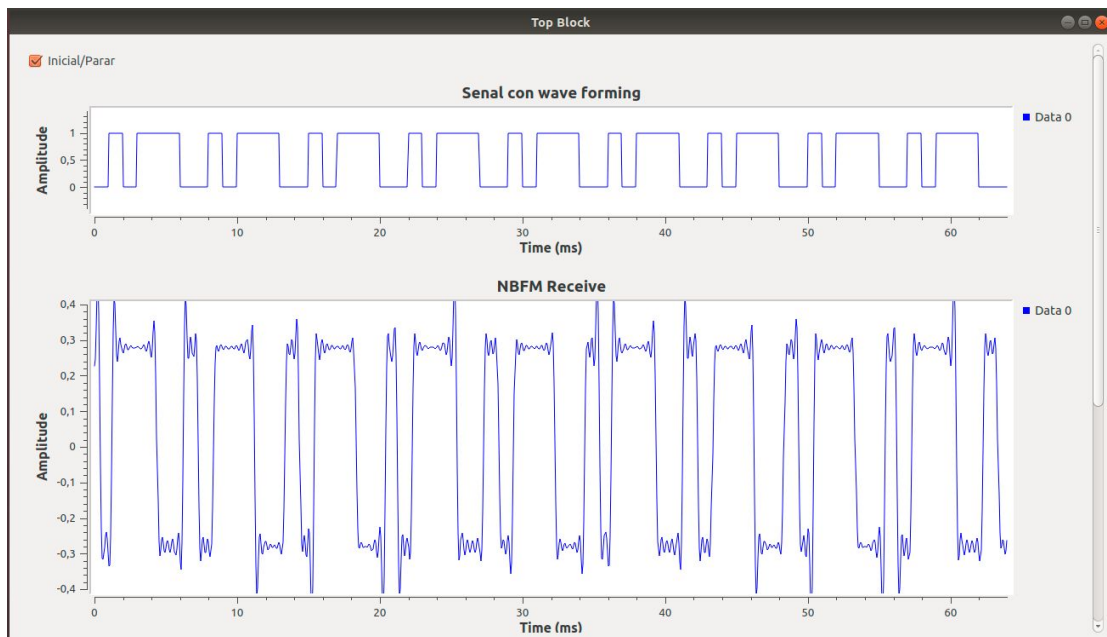 Top Block
Inicial/Parar
Senal con wave forming
Data 0
Amplitude
1
0,5
0
0 10 20 30 40 50 60
Time (ms)
NBFM Receive
Data 0
Amplitude
0,4
0,3
0,2
0,1
0
-0,1
-0,2
-0,3
-0,4
0 10 20 30 40 50 60
Time (ms)